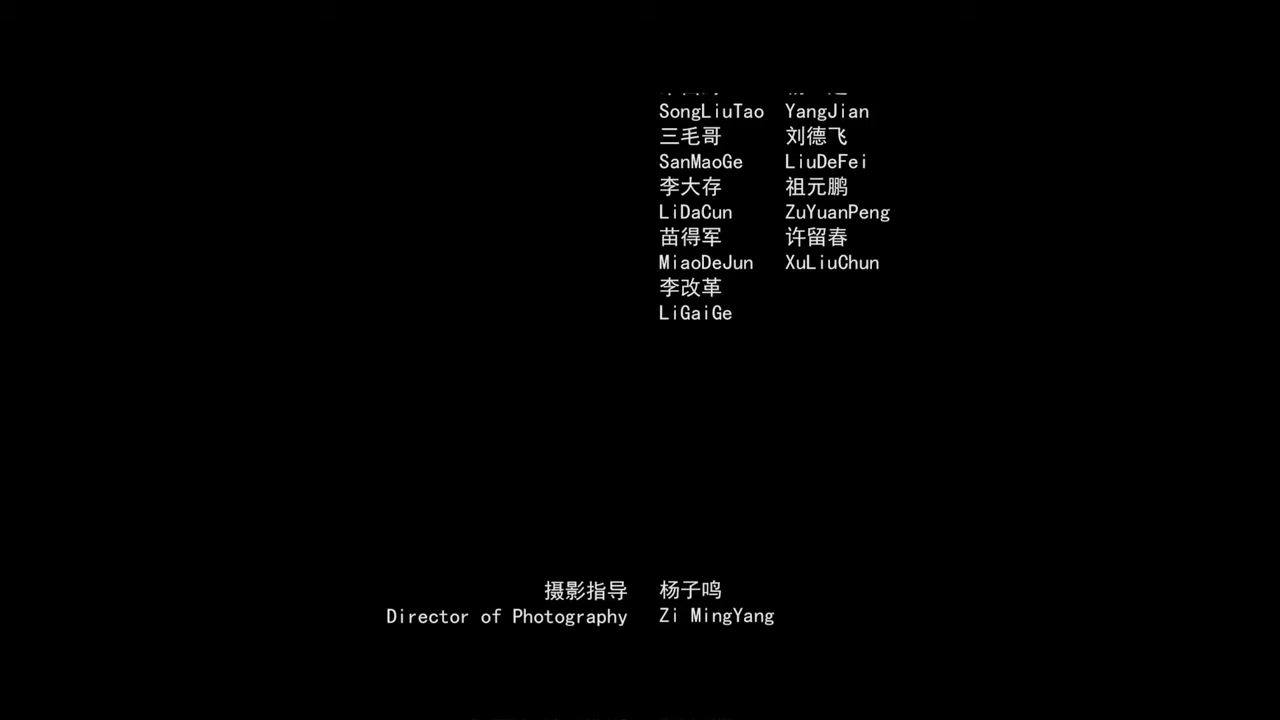 SongLiuTao YangJian
三毛哥 刘德飞
SanMaoGe LiuDeFei
李大存 祖元鹏
LiDaCun ZuYuanPeng
苗得军 许留春
MiaoDeJun XuLiuChun
李改革
LiGaiGe
摄影指导 杨子鸣
Director of Photography Zi MingYang